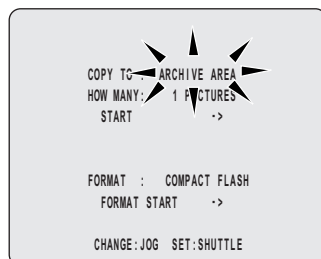 COPY TO : ARCHIVE AREA
HOW MANY: 1 PICTURES
START ->
FORMAT : COMPACT FLASH
FORMAT START ->
CHANGE:JOG SET:SHUTTLE